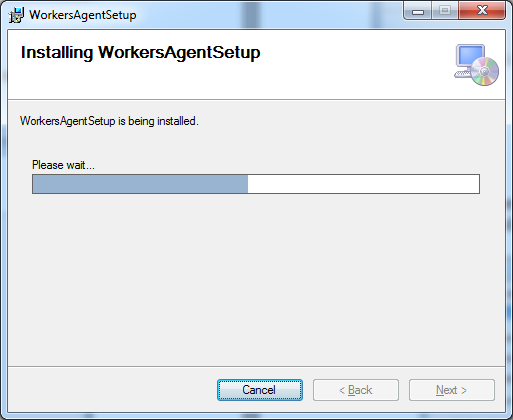 WorkersAgentSetup
Installing WorkersAgentSetup
WorkersAgentSetup is being installed.
Please wait...
Cancel
< Back
Next >